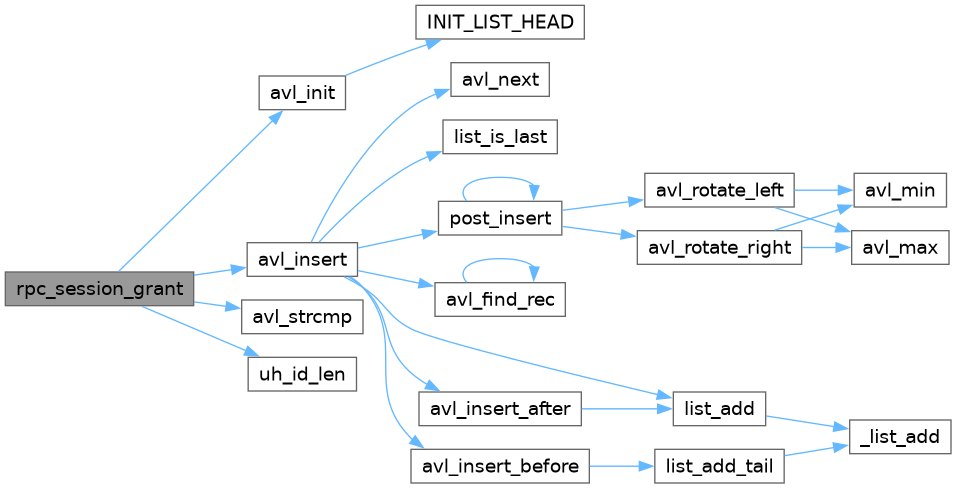 INIT_LIST_HEAD
avl_init
avl_next
list_is_last
avl_rotate_left
avl_min
post_insert
avl_rotate_right
avl_max
avl_insert
rpc_session_grant
avl_find_rec
avl_strcmp
uh_id_len
avl_insert_after
list_add
_list_add
avl_insert_before
list_add_tail